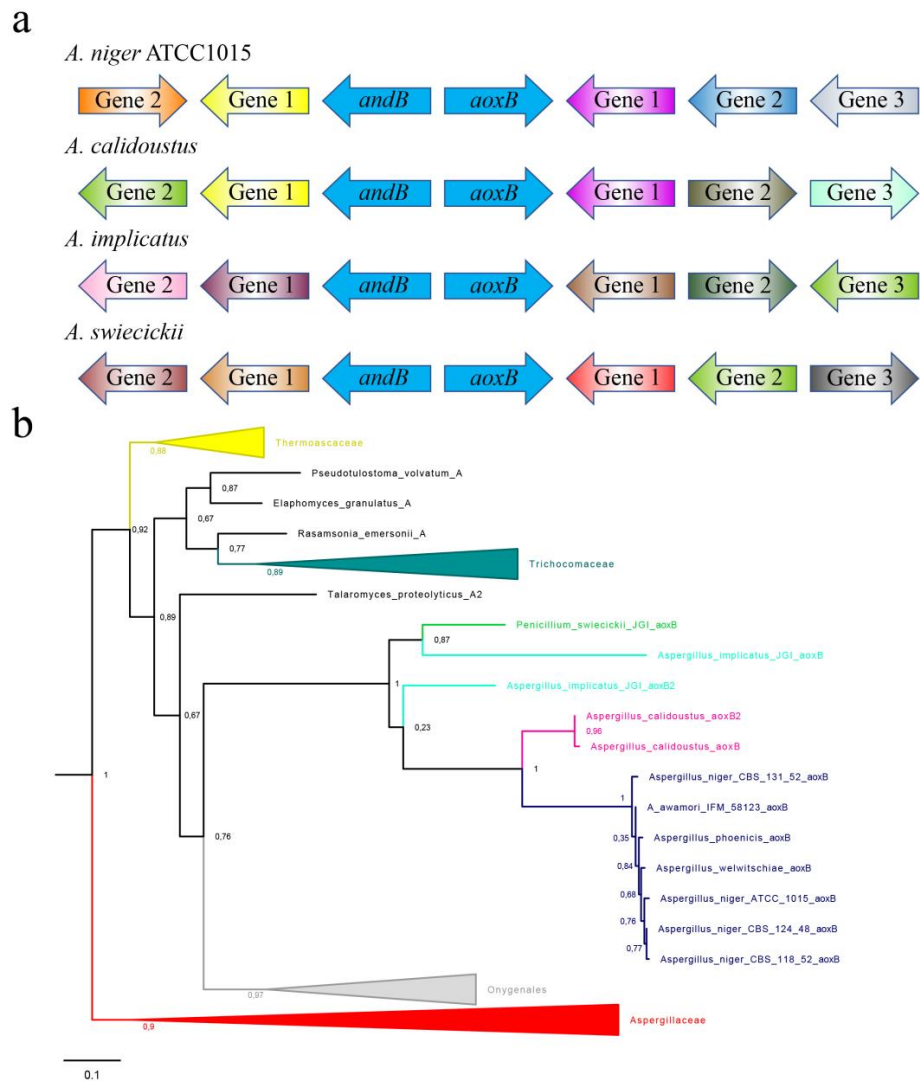 a
A. niger ATCC1015
Gene 2 Gene 1 andB aoxB Gene 1 Gene 2 Gene 3
A. calidoustus
Gene 2 Gene 1 andB aoxB Gene 1 Gene 2 Gene 3
A. implicatus
Gene 2 Gene 1 andB aoxB Gene 1 Gene 2 Gene 3
A. swiecickii
Gene 2 Gene 1 andB aoxB Gene 1 Gene 2 Gene 3
b
Thermoascaceae
0,88
Pseudotulostoma_volvatum_A
0,87
Elaphomyces_granulatus_A
0,92
0,67
Rasamsonia_emersonii_A
0,77
Trichocomaceae
0,89
Talaromyces_proteolyticus_A2
0,89
Penicillium_swiecickii_JGI_aoxB
0,87
Aspergillus_implicatus_JGI_aoxB
1
Aspergillus_implicatus_JGI_aoxB2
0,67
0,23
Aspergillus_calidoustus_aoxB2
0,96
Aspergillus_calidoustus_aoxB
1
1
Aspergillus_niger_CBS_131_52_aoxB
1
A_awamori_IFM_58123_aoxB
0,76
0,35
Aspergillus_phoenicis_aoxB
0,84
Aspergillus_welwitschiae_aoxB
0,68
Aspergillus_niger_ATCC_1015_aoxB
0,76
Aspergillus_niger_CBS_124_48_aoxB
0,77
Aspergillus_niger_CBS_118_52_aoxB
Onygenales
0,97
Aspergillaceae
0,9
0.1